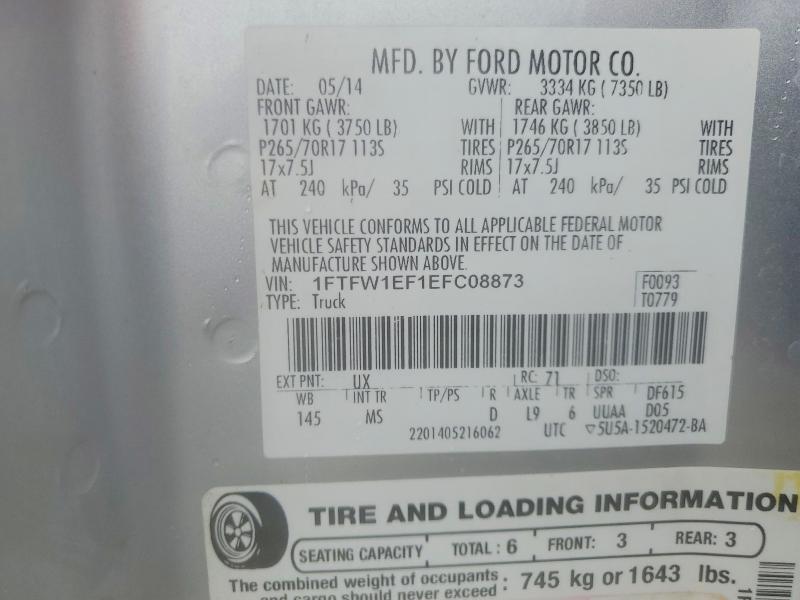 MFD. BY FORD MOTOR CO.
DATE: 05/14 GVWR: 3334 KG ( 7350 LB)
FRONT GAWR: REAR GAWR:
1701 KG ( 3750 LB) WITH 1746 KG ( 3850 LB) WITH
P265/70R17 113S TIRES P265/70R17 113S TIRES
17x7.5J RIMS 17x7.5J RIMS
AT 240 kPa/ 35 PSI COLD AT 240 kPa/ 35 PSI COLD
THIS VEHICLE CONFORMS TO ALL APPLICABLE FEDERAL MOTOR
VEHICLE SAFETY STANDARDS IN EFFECT ON THE DATE OF
MANUFACTURE SHOWN ABOVE.
VIN: 1FTFW1EF1EFC08873 F0093
TYPE: Truck T0779
EXT PNT: UX RC: 71 DSO:
WB INT TR TP/PS R AXLE TR SPR DF615
145 MS D L9 6 UUAA D05
2201405216062 UTC ▽5U5A-1520472-BA
TIRE AND LOADING INFORMATION
SEATING CAPACITY TOTAL : 6 FRONT: 3 REAR: 3
The combined weight of occupants : 745 kg or 1643 lbs.
and cargo should never exceed